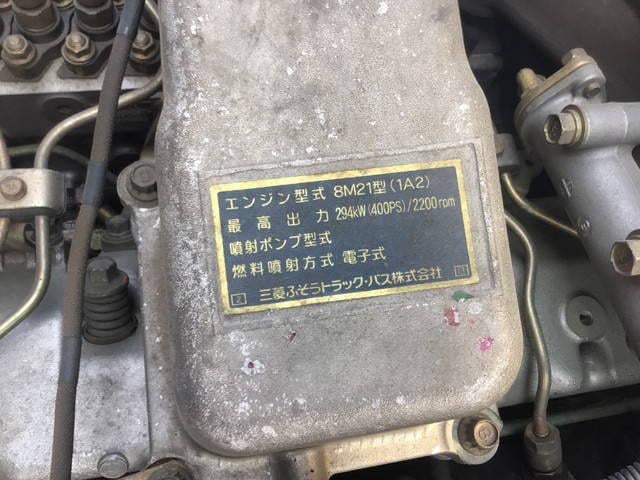 エンジン型式 8M21型(1A2)
最高出力 294kW(400PS)/2200rpm
噴射ポンプ型式
燃料噴射方式 電子式
2 三菱ふそうトラック・バス株式会社